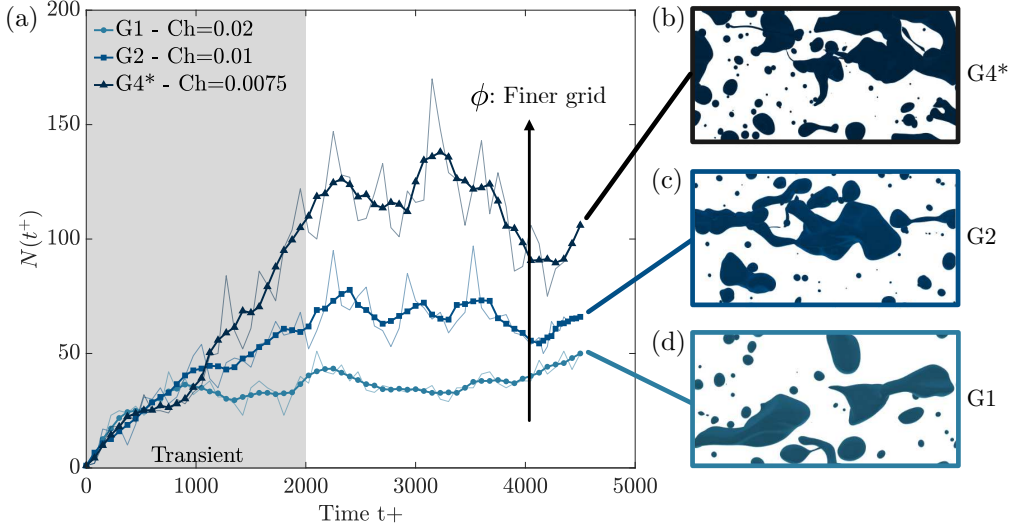 (a)
G1 - Ch=0.02
G2 - Ch=0.01
G4* - Ch=0.0075
ϕ: Finer grid
Transient
N(t⁺)
0
50
100
150
200
0
1000
2000
3000
4000
5000
Time t+
(b)
G4*
(c)
G2
(d)
G1